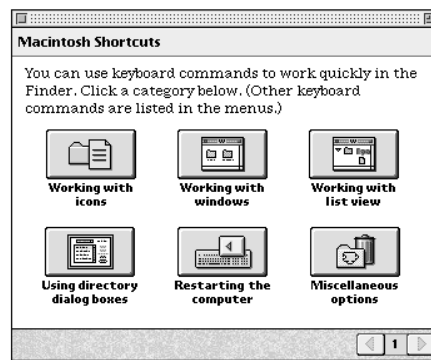 Macintosh Shortcuts
You can use keyboard commands to work quickly in the
Finder. Click a category below. (Other keyboard
commands are listed in the menus.)
Working with
icons
Working with
windows
Working with
list view
Using directory
dialog boxes
Restarting the
computer
Miscellaneous
options
1